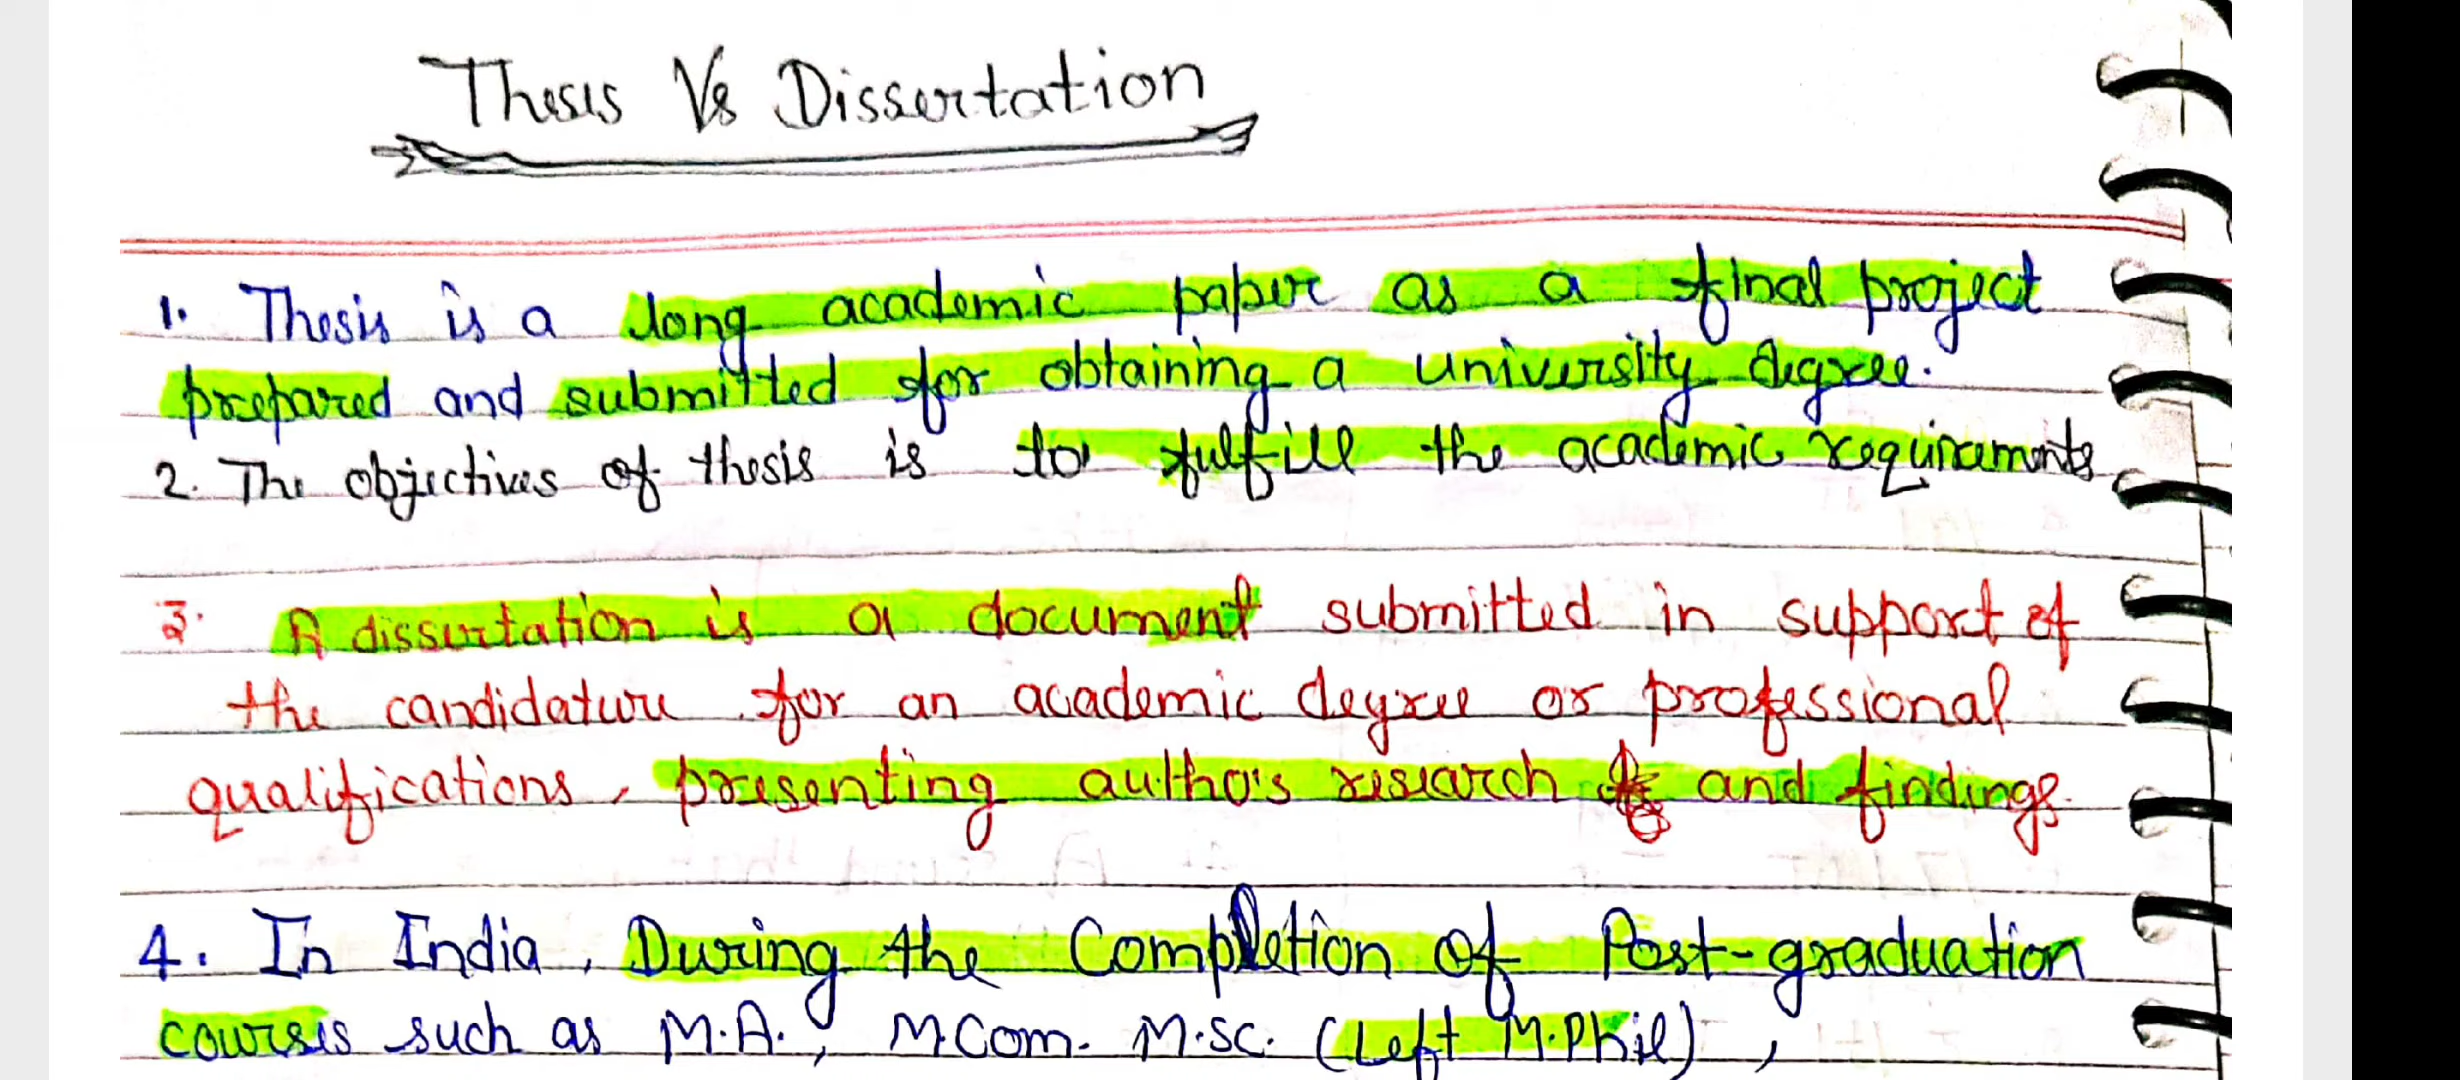 Thesis Vs Dissertation
1. Thesis is a long academic paper as a final project
prepared and submitted for obtaining a university degree.
2. The objectives of thesis is to fulfill the academic requirements
3. A dissertation is a document submitted in support of
the candidature for an academic degree or professional
qualifications, presenting autho's research and findings.
4. In India, During the Completion of Post-graduation
courses such as M.A., M.Com. M.SC. (Left M.Phil),